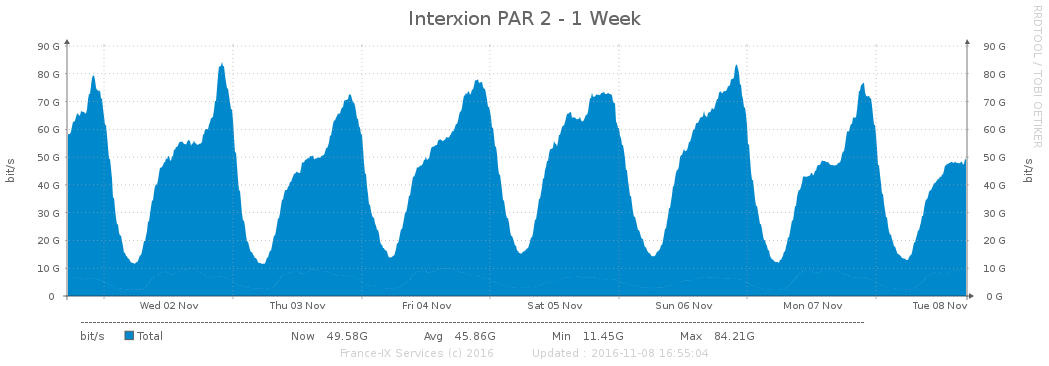 Interxion PAR 2 - 1 Week
RRDTOOL / TOBI OETIKER
90 G 90 G
80 G 80 G
70 G 70 G
60 G 60 G
50 G 50 G
40 G 40 G
30 G 30 G
20 G 20 G
10 G 10 G
0 0 G
bit/s bit/s
Wed 02 Nov Thu 03 Nov Fri 04 Nov Sat 05 Nov Sun 06 Nov Mon 07 Nov Tue 08 Nov
bit/s Total Now 49.58G Avg 45.86G Min 11.45G Max 84.21G
France-IX Services (c) 2016 Updated : 2016-11-08 16:55:04